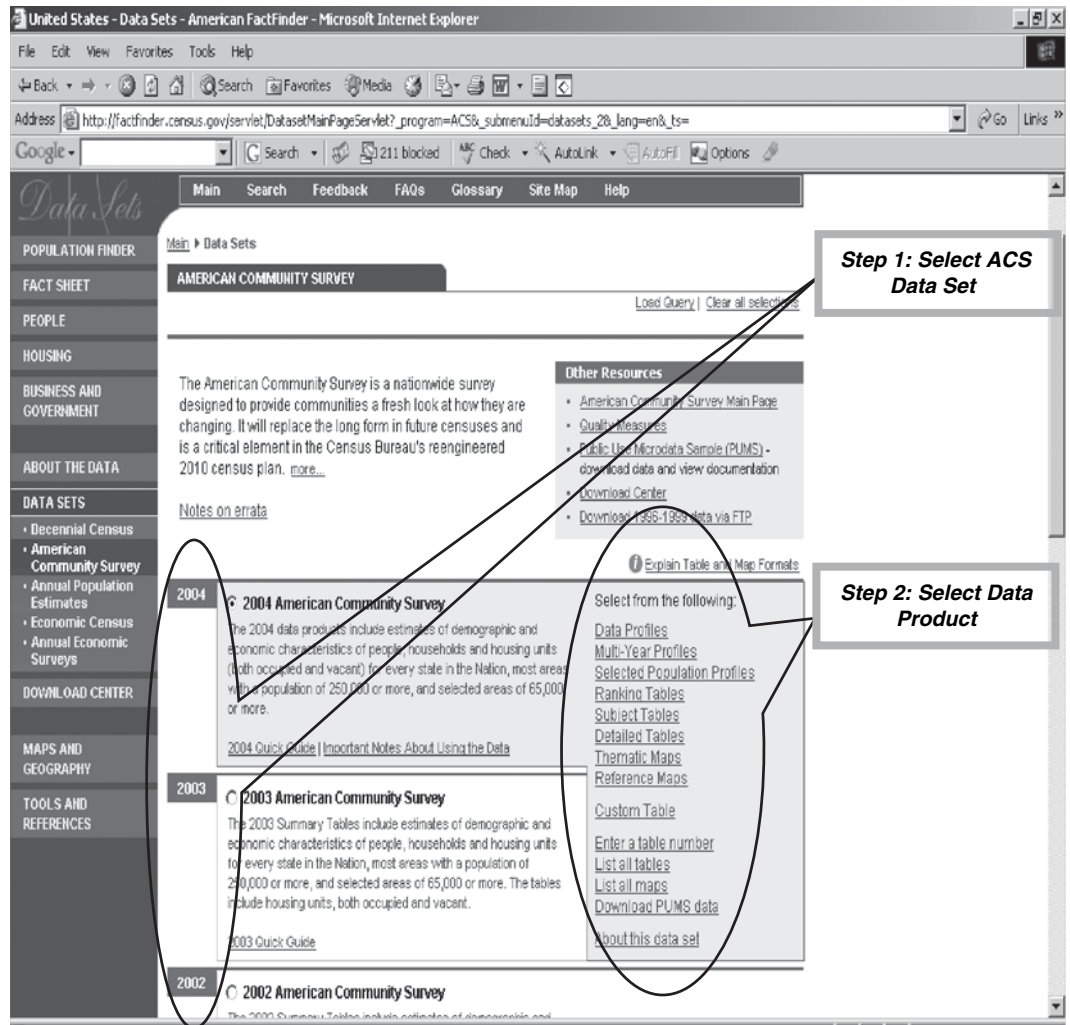 United States - Data Sets - American FactFinder - Microsoft Internet Explorer
File Edit View Favorites Tools Help
Back Search Favorites Media
Address http://factfinder.census.gov/servlet/DatasetMainPageServlet?_program=ACS&_submenuId=datasets_2&_lang=en&_ts= Go Links »
Google Search 211 blocked ABC Check AutoLink AutoFill Options
Data Sets
Main Search Feedback FAQs Glossary Site Map Help
POPULATION FINDER
FACT SHEET
PEOPLE
HOUSING
BUSINESS AND
GOVERNMENT
ABOUT THE DATA
DATA SETS
• Decennial Census
• American
Community Survey
• Annual Population
Estimates
• Economic Census
• Annual Economic
Surveys
DOWNLOAD CENTER
MAPS AND
GEOGRAPHY
TOOLS AND
REFERENCES
Main Data Sets
AMERICAN COMMUNITY SURVEY
Load Query | Clear all selections
The American Community Survey is a nationwide survey
designed to provide communities a fresh look at how they are
changing. It will replace the long form in future censuses and
is a critical element in the Census Bureau's reengineered
2010 census plan. more...
Notes on errata
Other Resources
• American Community Survey Main Page
• Quality Measures
• Public Use Microdata Sample (PUMS) -
download data and view documentation
• Download Center
• Download 1996-1999 data via FTP
Explain Table and Map Formats
2004
2004 American Community Survey
The 2004 data products include estimates of demographic and
economic characteristics of people, households and housing units
(both occupied and vacant) for every state in the Nation, most areas
with a population of 250,000 or more, and selected areas of 65,000
or more.
2004 Quick Guide | Important Notes About Using the Data
2003
2003 American Community Survey
The 2003 Summary Tables include estimates of demographic and
economic characteristics of people, households and housing units
for every state in the Nation, most areas with a population of
250,000 or more, and selected areas of 65,000 or more. The tables
include housing units, both occupied and vacant.
2003 Quick Guide
2002
2002 American Community Survey
The 2002 Summary Tables include estimates of demographic and
Select from the following:
Data Profiles
Multi-Year Profiles
Selected Population Profiles
Ranking Tables
Subject Tables
Detailed Tables
Thematic Maps
Reference Maps
Custom Table
Enter a table number
List all tables
List all maps
Download PUMS data
About this data set
Step 1: Select ACS
Data Set
Step 2: Select Data
Product